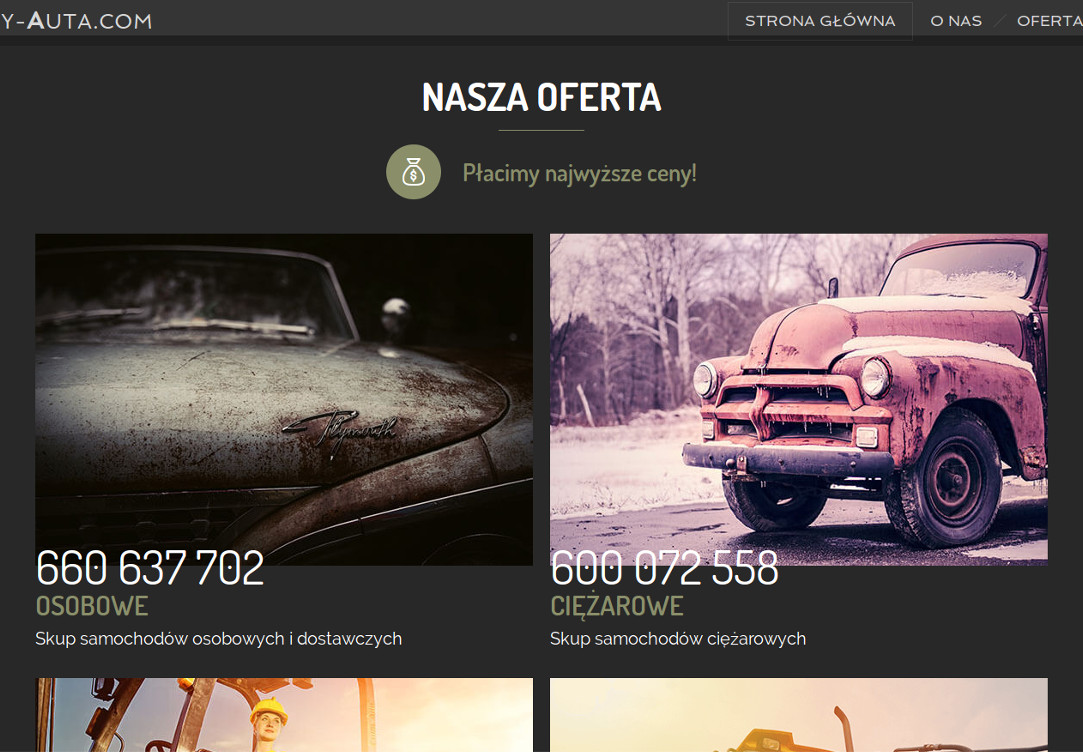 Y-AUTA.COM
STRONA GŁÓWNA
O NAS
OFERTA
NASZA OFERTA
$
Płacimy najwyższe ceny!
Plymouth
660 637 702
600 072 558
OSOBOWE
CIĘŻAROWE
Skup samochodów osobowych i dostawczych
Skup samochodów ciężarowych